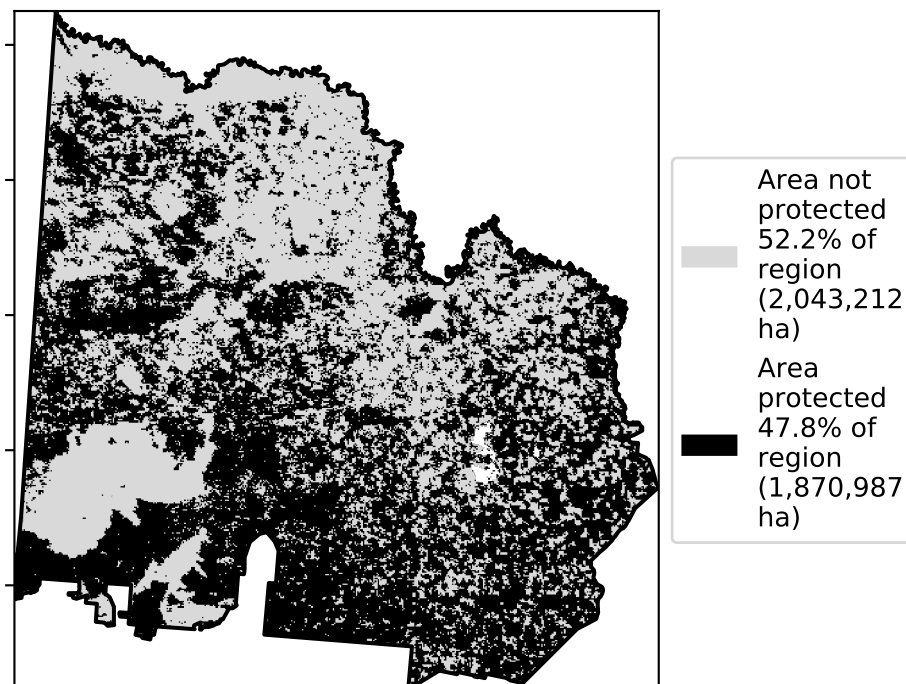 Area not
protected
52.2% of
region
(2,043,212
ha)
Area
protected
47.8% of
region
(1,870,987
ha)